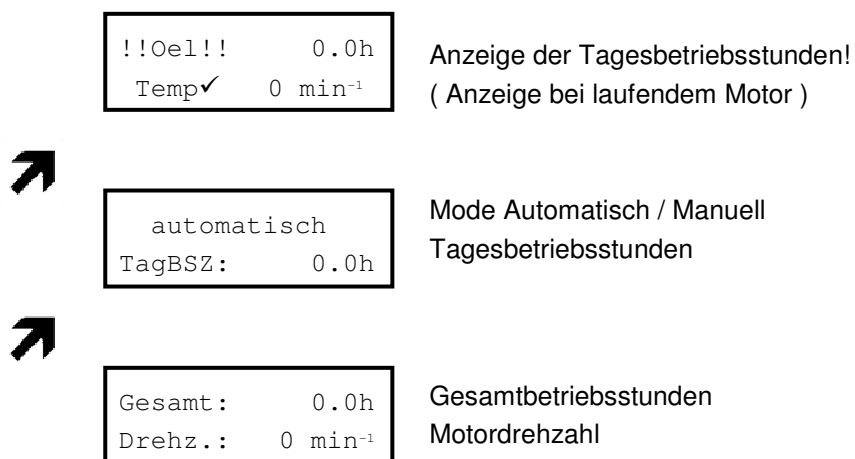 !!Oel!! 0.0h
Temp✓ 0 min⁻¹
Anzeige der Tagesbetriebsstunden!
( Anzeige bei laufendem Motor )
automatisch
TagBSZ: 0.0h
Mode Automatisch / Manuell
Tagesbetriebsstunden
Gesamt: 0.0h
Drehz.: 0 min⁻¹
Gesamtbetriebsstunden
Motordrehzahl